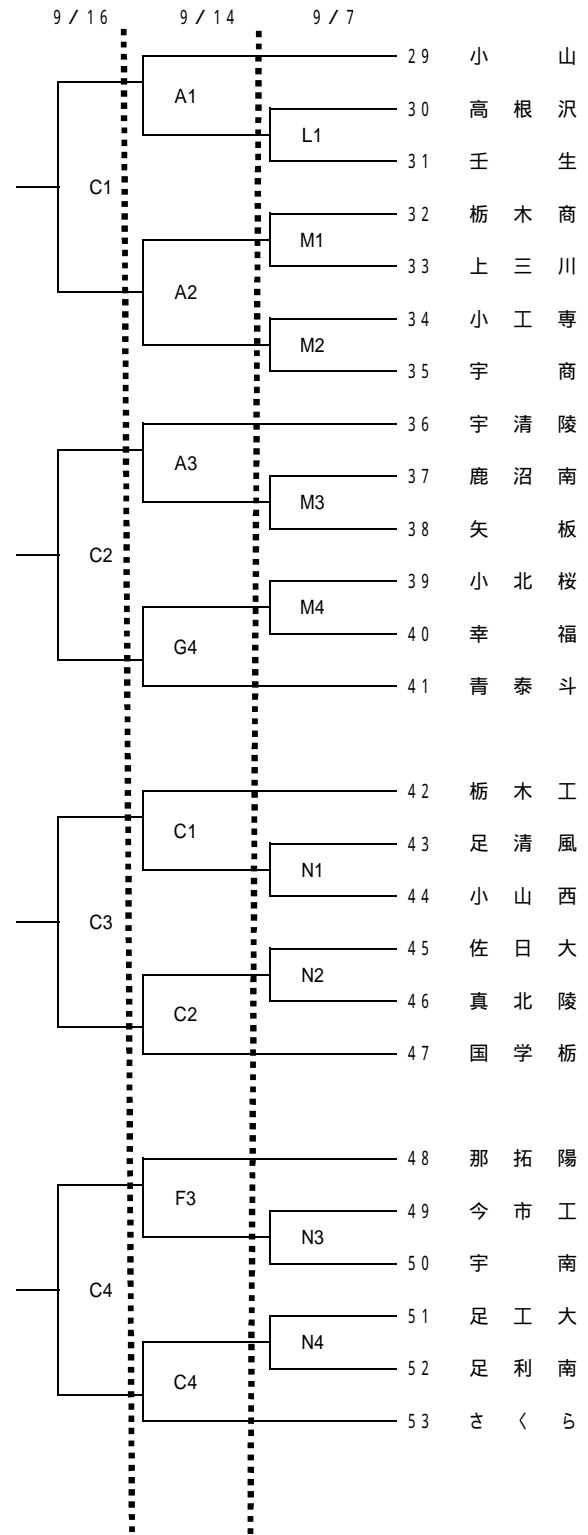 9/16 9/14 9/7
29 小山
A1
30 高根沢
L1
31 壬生
C1
32 栃木商
M1
33 上三川
A2
34 小工専
M2
35 宇商
36 宇清陵
A3
37 鹿沼南
M3
38 矢板
C2
39 小北桜
M4
40 幸福
G4
41 青泰斗
42 栃木工
C1
43 足清風
N1
44 小山西
C3
45 佐日大
N2
46 真北陵
C2
47 国学栃
48 那拓陽
F3
49 今市工
N3
50 宇南
C4
51 足工大
N4
52 足利南
C4
53 さくら